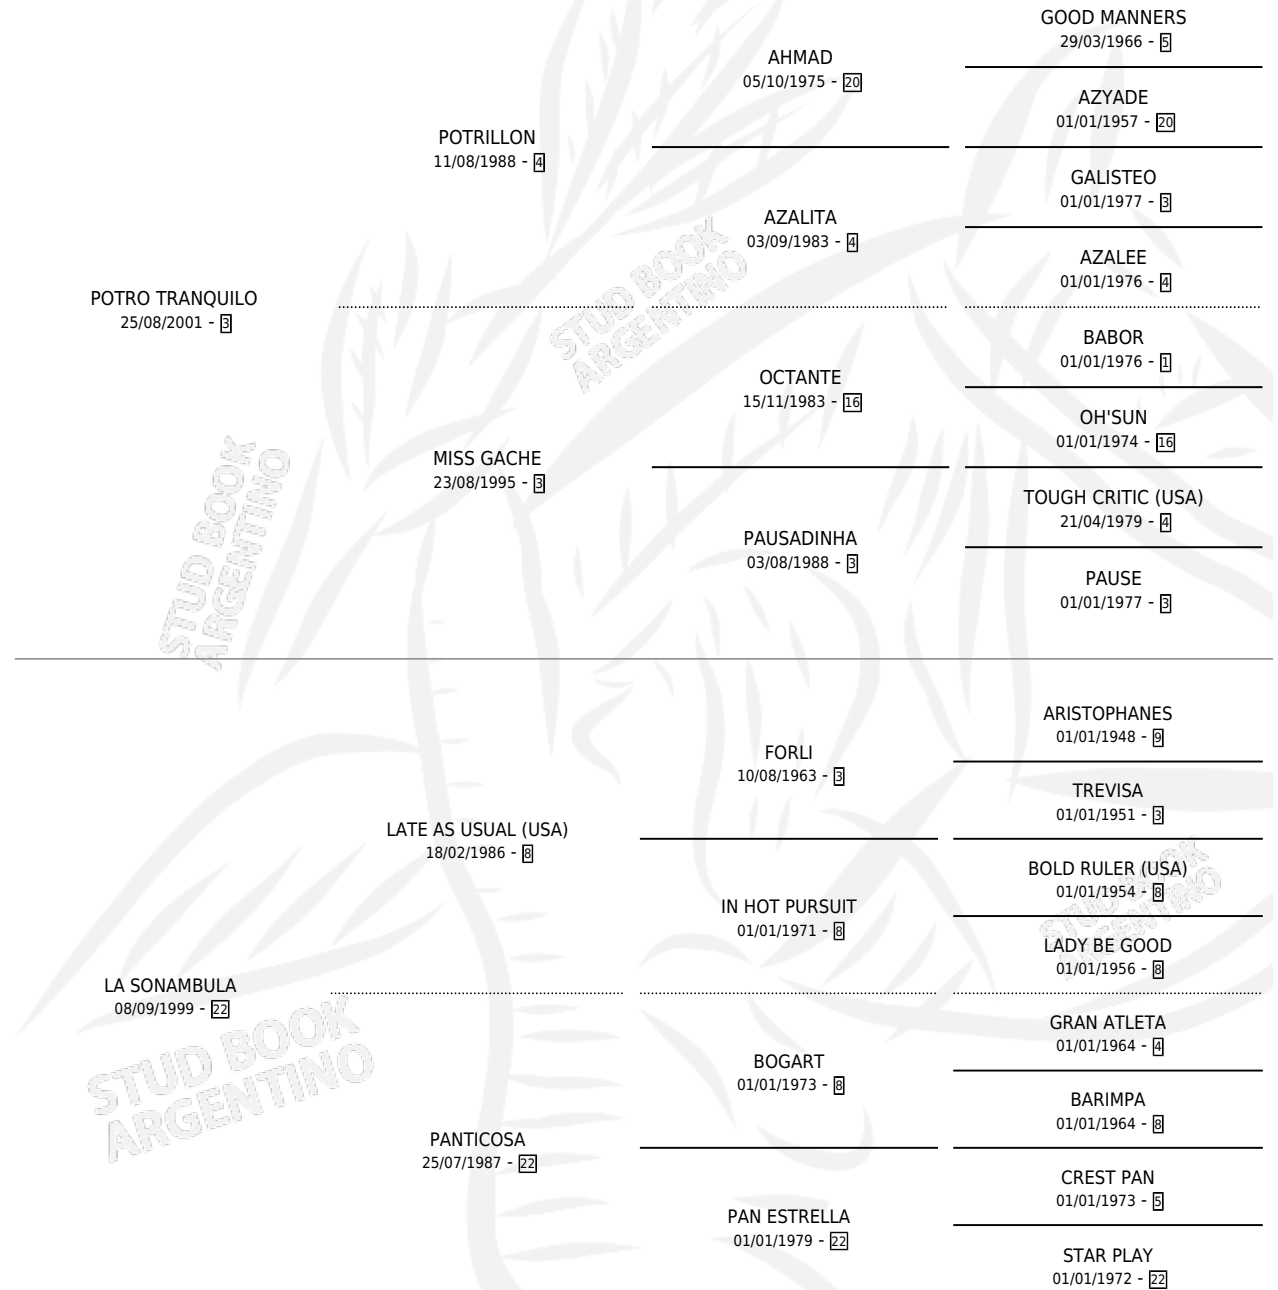 GOOD MANNERS
29/03/1966 - 5
AHMAD
05/10/1975 - 20
AZYADE
01/01/1957 - 20
POTRILLON
11/08/1988 - 4
GALISTEO
01/01/1977 - 3
AZALITA
03/09/1983 - 4
AZALEE
01/01/1976 - 4
POTRO TRANQUILO
25/08/2001 - 3
BABOR
01/01/1976 - 1
OCTANTE
15/11/1983 - 16
OH'SUN
01/01/1974 - 16
MISS GACHE
23/08/1995 - 3
TOUGH CRITIC (USA)
21/04/1979 - 4
PAUSADINHA
03/08/1988 - 3
PAUSE
01/01/1977 - 3
ARISTOPHANES
01/01/1948 - 9
FORLI
10/08/1963 - 3
TREVISA
01/01/1951 - 3
LATE AS USUAL (USA)
18/02/1986 - 8
BOLD RULER (USA)
01/01/1954 - 8
IN HOT PURSUIT
01/01/1971 - 8
LADY BE GOOD
01/01/1956 - 8
LA SONAMBULA
08/09/1999 - 22
GRAN ATLETA
01/01/1964 - 4
BOGART
01/01/1973 - 8
BARIMPA
01/01/1964 - 8
PANTICOSA
25/07/1987 - 22
CREST PAN
01/01/1973 - 5
PAN ESTRELLA
01/01/1979 - 22
STAR PLAY
01/01/1972 - 22
STUD BOOK
ARGENTINO
STUD BOOK
ARGENTINO
STUD BOOK
ARGENTINO
STUD BOOK
ARGENTINO